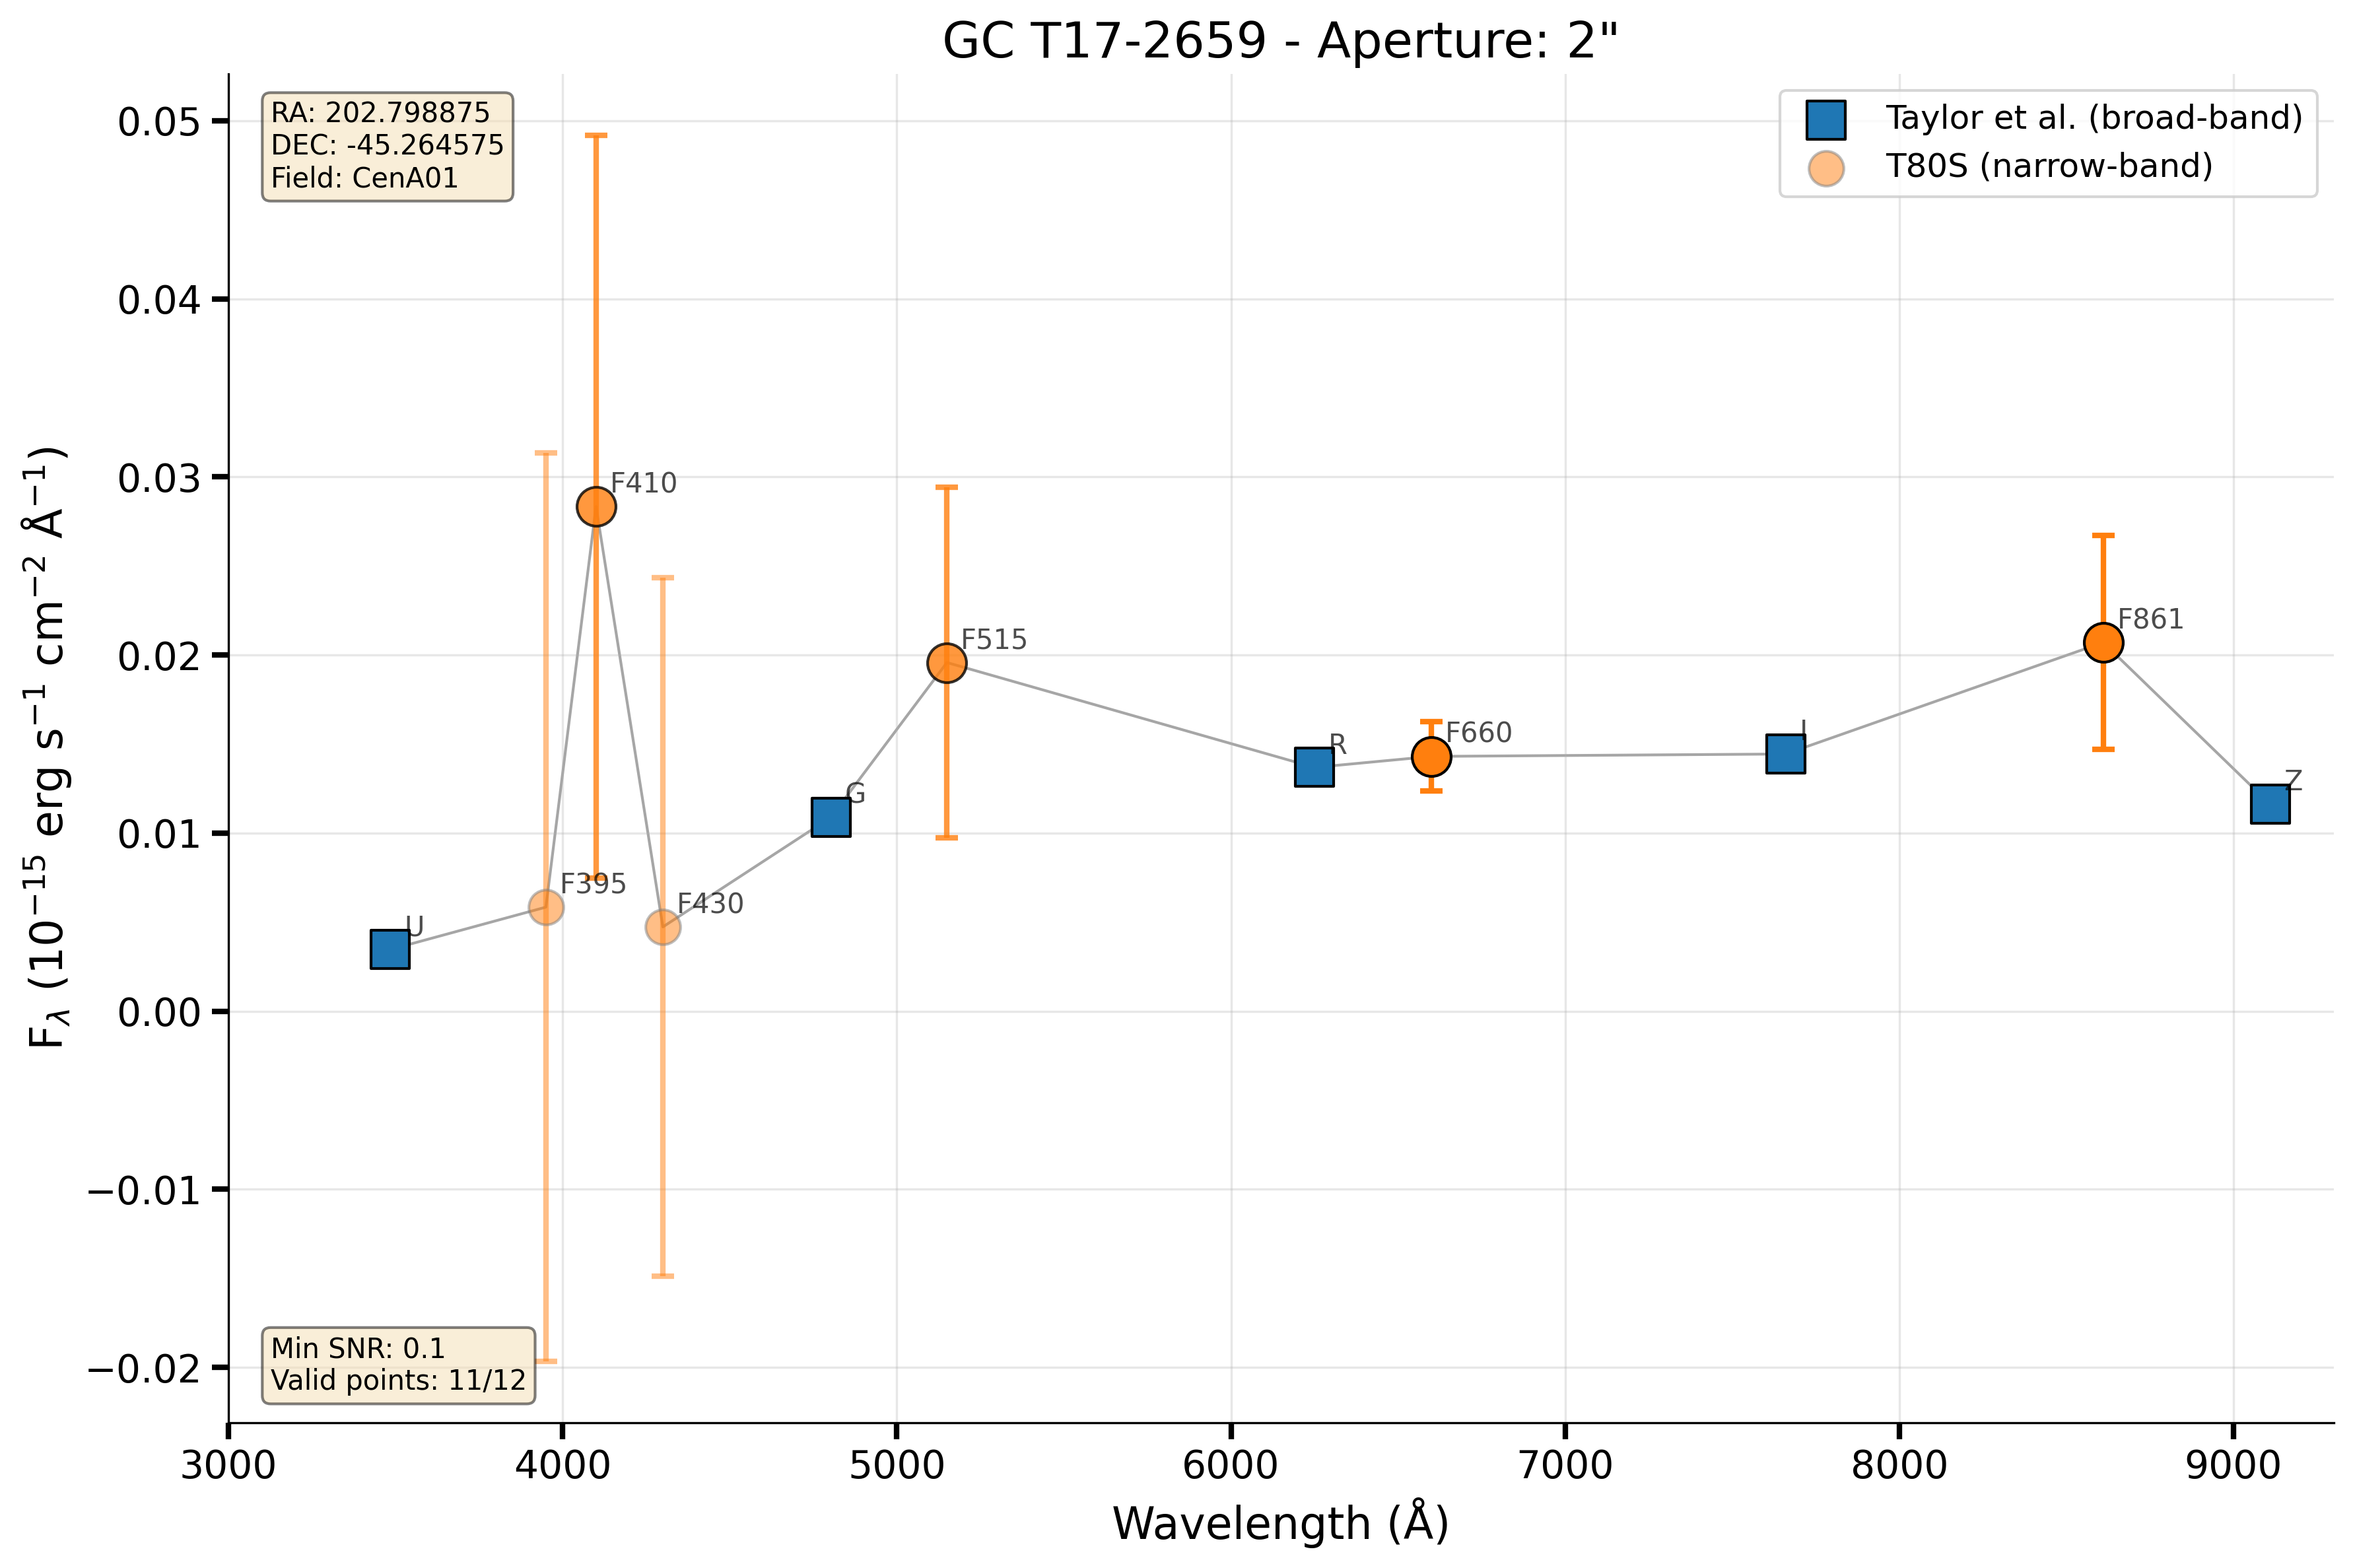 GC T17-2659 - Aperture: 2"
RA: 202.798875
DEC: -45.264575
Field: CenA01
Taylor et al. (broad-band)
T80S (narrow-band)
0.05
0.04
0.03
0.02
0.01
0.00
−0.01
−0.02
F410
F515
F861
F660
R
I
Z
G
F395
F430
U
Min SNR: 0.1
Valid points: 11/12
3000 4000 5000 6000 7000 8000 9000
Wavelength (Å)
Fλ (10⁻¹⁵ erg s⁻¹ cm⁻² Å⁻¹)